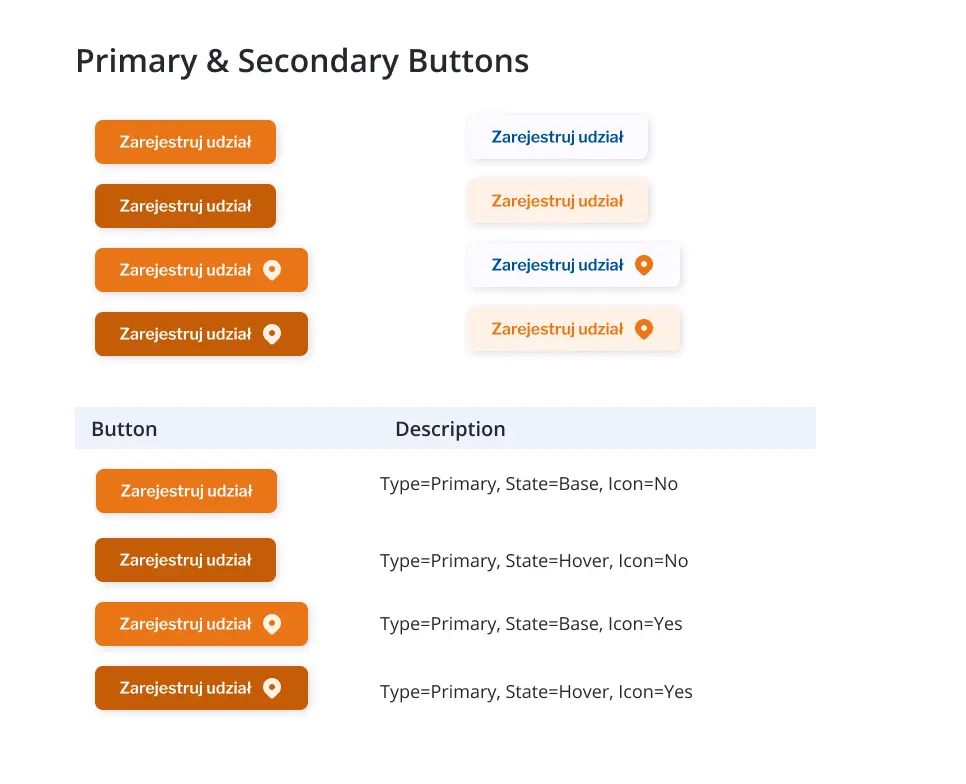 Primary & Secondary Buttons
Zarejestruj udział
Zarejestruj udział
Zarejestruj udział
Zarejestruj udział
Zarejestruj udział
Zarejestruj udział
Zarejestruj udział
Zarejestruj udział
Button Description
Zarejestruj udział Type=Primary, State=Base, Icon=No
Zarejestruj udział Type=Primary, State=Hover, Icon=No
Zarejestruj udział Type=Primary, State=Base, Icon=Yes
Zarejestruj udział Type=Primary, State=Hover, Icon=Yes